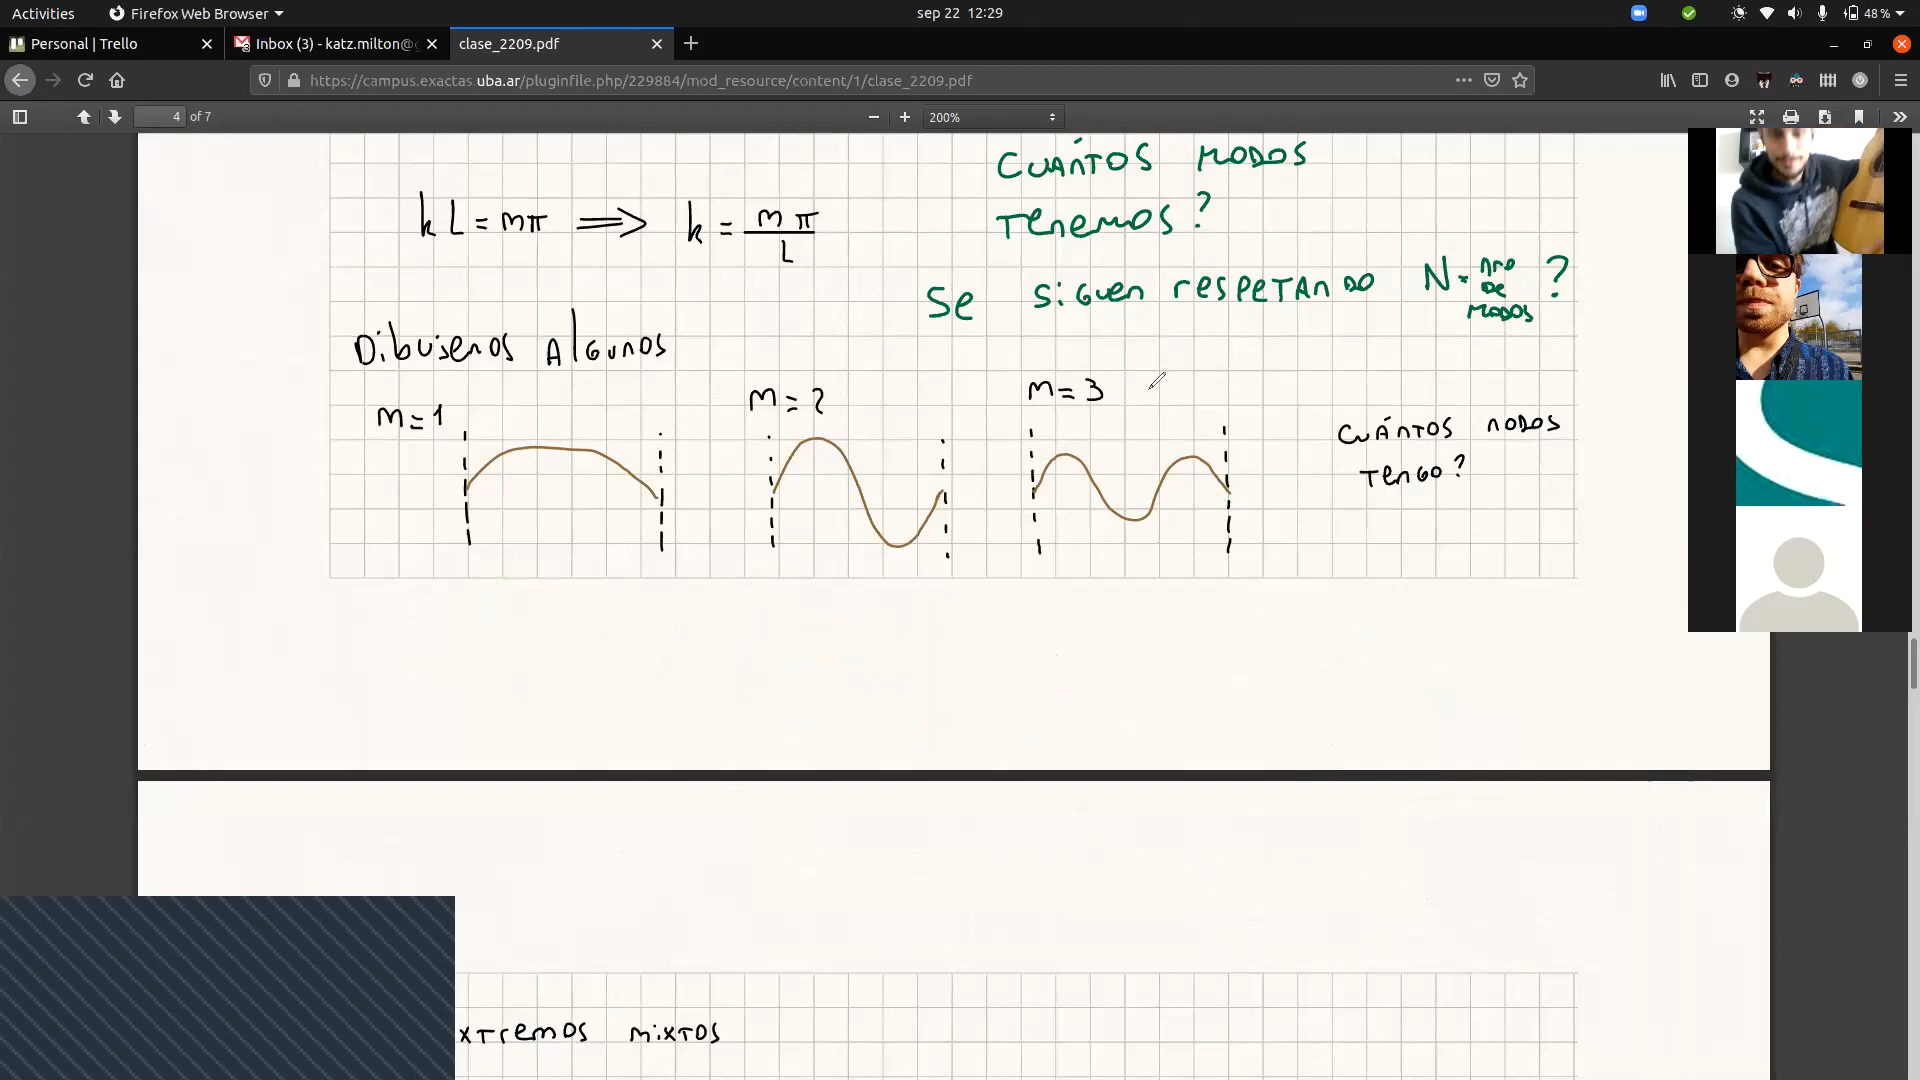 Activities Firefox Web Browser sep 22 12:29 48 %
Personal | Trello Inbox (3) - katz.milton@g clase_2209.pdf
https://campus.exactas.uba.ar/pluginfile.php/229884/mod_resource/content/1/clase_2209.pdf
4 of 7 200%
CUÁNTOS MODOS
TENEMOS?
kL = mπ ⟹ k = mπ / L
Se siguen respetando N = nro de modos ?
Dibujemos algunos
m=1 m=2 m=3
Cuántos nodos
tengo?
xtremos mixtos